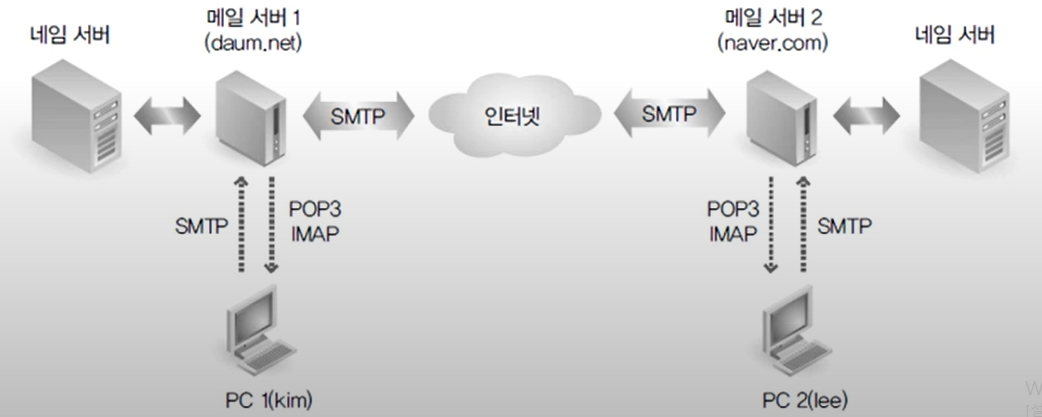 네임 서버
메일 서버 1
(daum.net)
메일 서버 2
(naver.com)
네임 서버
SMTP
인터넷
SMTP
SMTP
POP3
IMAP
POP3
IMAP
SMTP
PC 1(kim)
PC 2(lee)